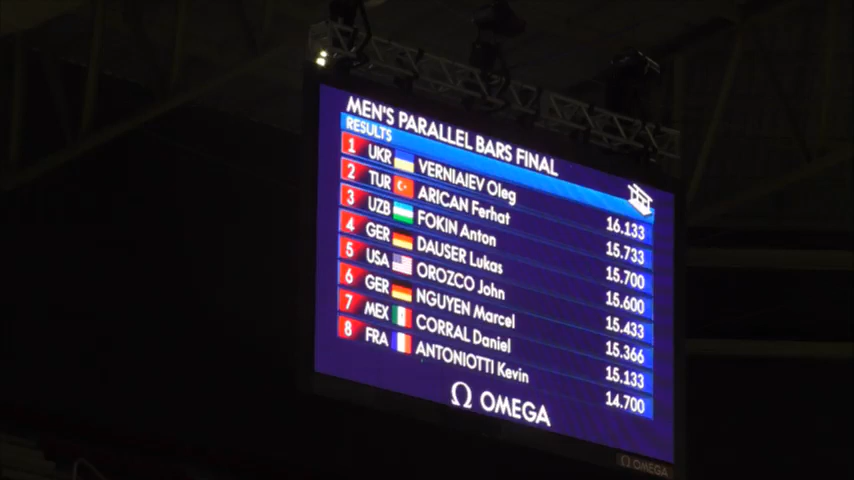 MEN'S PARALLEL BARS FINAL
RESULTS
1 UKR VERNIAIEV Oleg 16.133
2 TUR ARICAN Ferhat 15.733
3 UZB FOKIN Anton 15.700
4 GER DAUSER Lukas 15.600
5 USA OROZCO John 15.433
6 GER NGUYEN Marcel 15.366
7 MEX CORRAL Daniel 15.133
8 FRA ANTONIOTTI Kevin 14.700
Ω OMEGA
Ω OMEGA